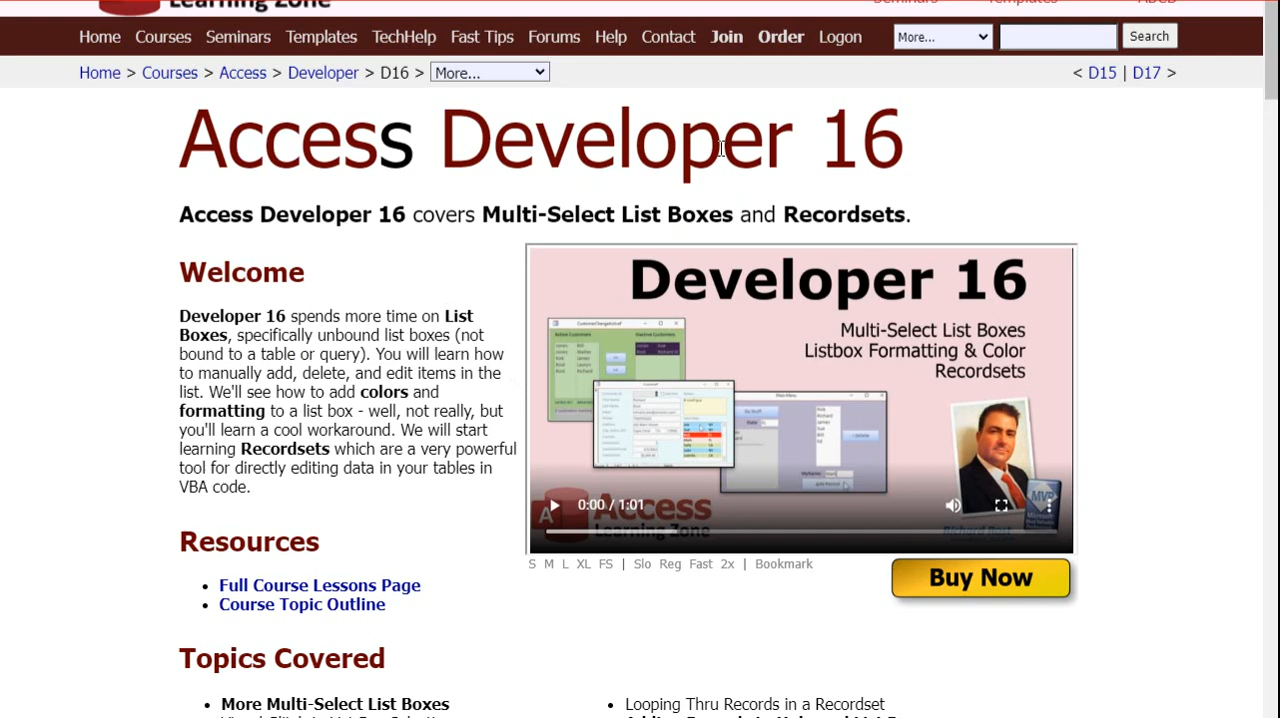 Learning Zone
Seminars Templates ABCD
Home Courses Seminars Templates TechHelp Fast Tips Forums Help Contact Join Order Logon More... Search
Home > Courses > Access > Developer > D16 > More... < D15 | D17 >
Access Developer 16
Access Developer 16 covers Multi-Select List Boxes and Recordsets.
Welcome
Developer 16 spends more time on List
Boxes, specifically unbound list boxes (not
bound to a table or query). You will learn how
to manually add, delete, and edit items in the
list. We'll see how to add colors and
formatting to a list box - well, not really, but
you'll learn a cool workaround. We will start
learning Recordsets which are a very powerful
tool for directly editing data in your tables in
VBA code.
Developer 16
Multi-Select List Boxes
Listbox Formatting & Color
Recordsets
0:00 / 1:01
A Access
Learning Zone
MVP
Richard Rost
S M L XL FS | Slo Reg Fast 2x | Bookmark
Buy Now
Resources
• Full Course Lessons Page
• Course Topic Outline
Topics Covered
• More Multi-Select List Boxes
• Looping Thru Records in a Recordset